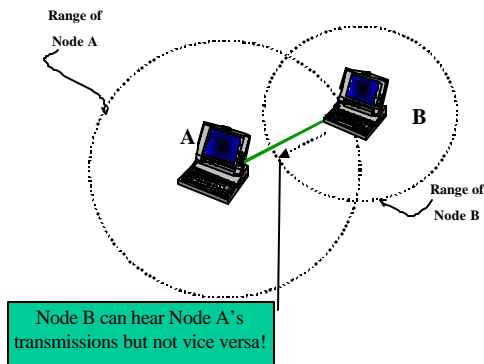 Range of
Node A
A
B
Range of
Node B
Node B can hear Node A's
transmissions but not vice versa!